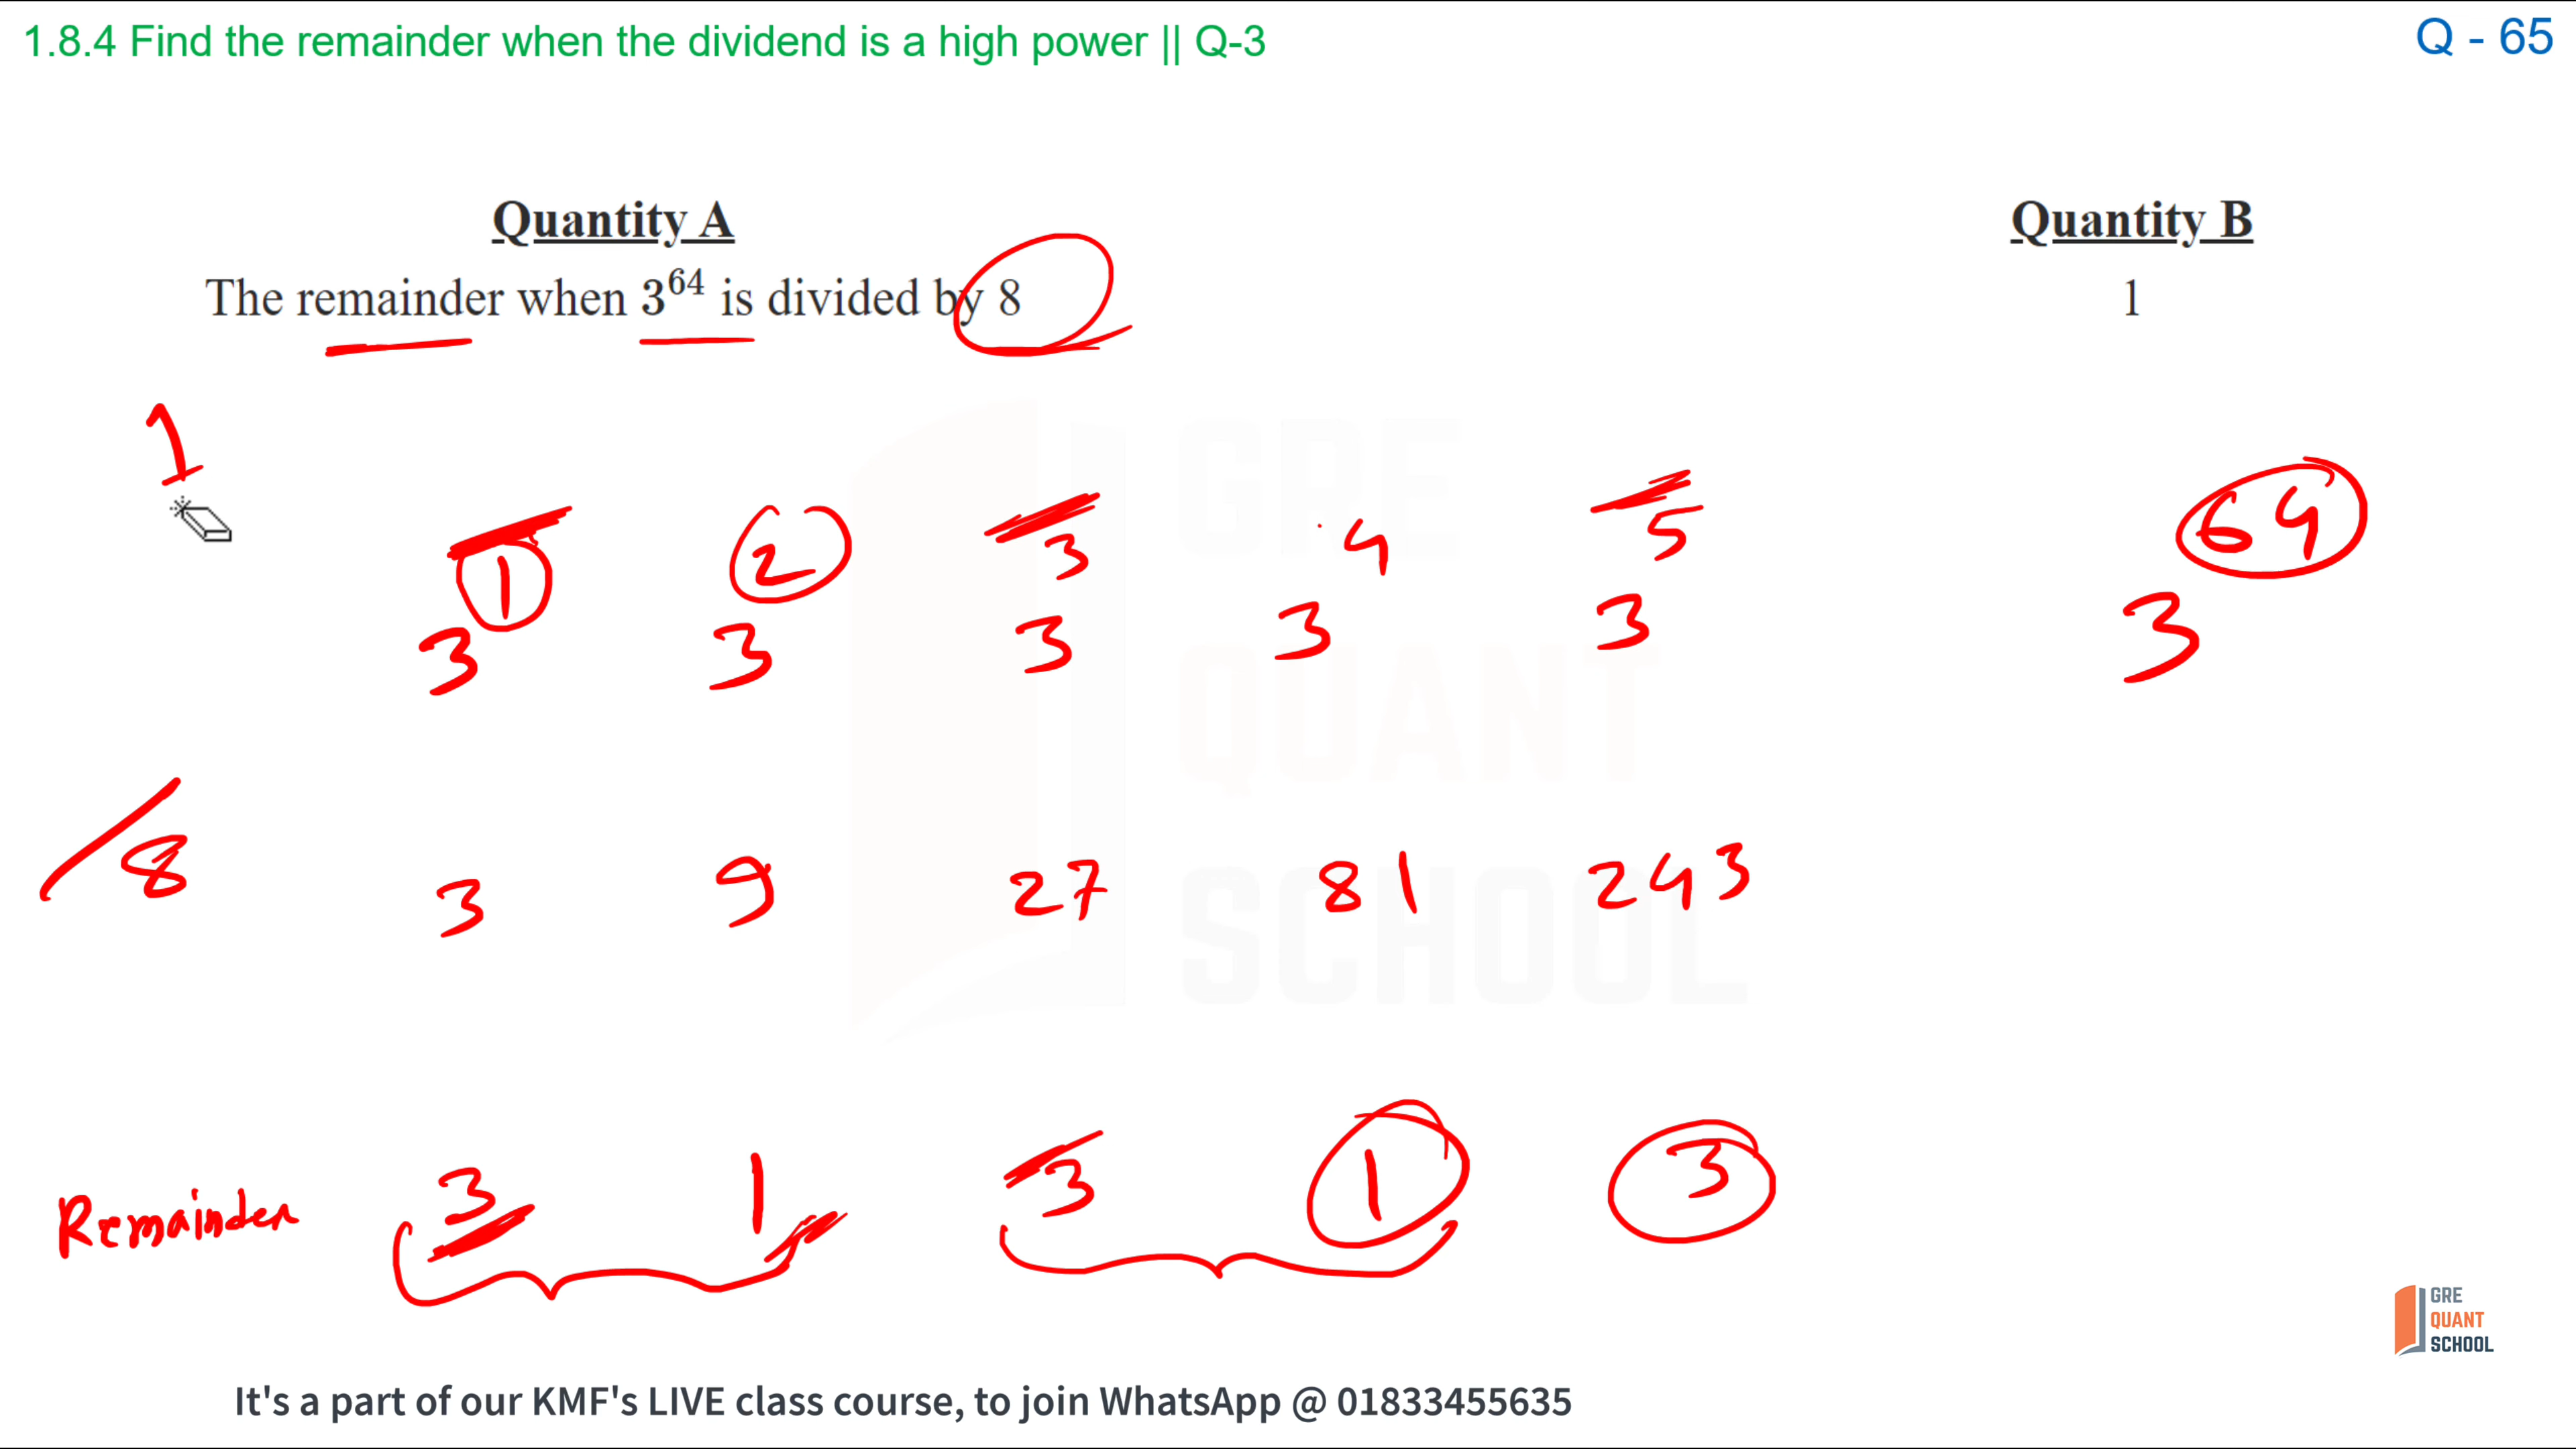 1.8.4 Find the remainder when the dividend is a high power || Q-3
Q - 65
Quantity A
Quantity B
The remainder when 3^64 is divided by 8
1
1
3^1 3^2 3^3 3^4 3^5 3^64
/8 3 9 27 81 243
Remainder 3 1 3 1 3
GRE
QUANT
SCHOOL
GRE
QUANT
SCHOOL
It's a part of our KMF's LIVE class course, to join WhatsApp @ 01833455635